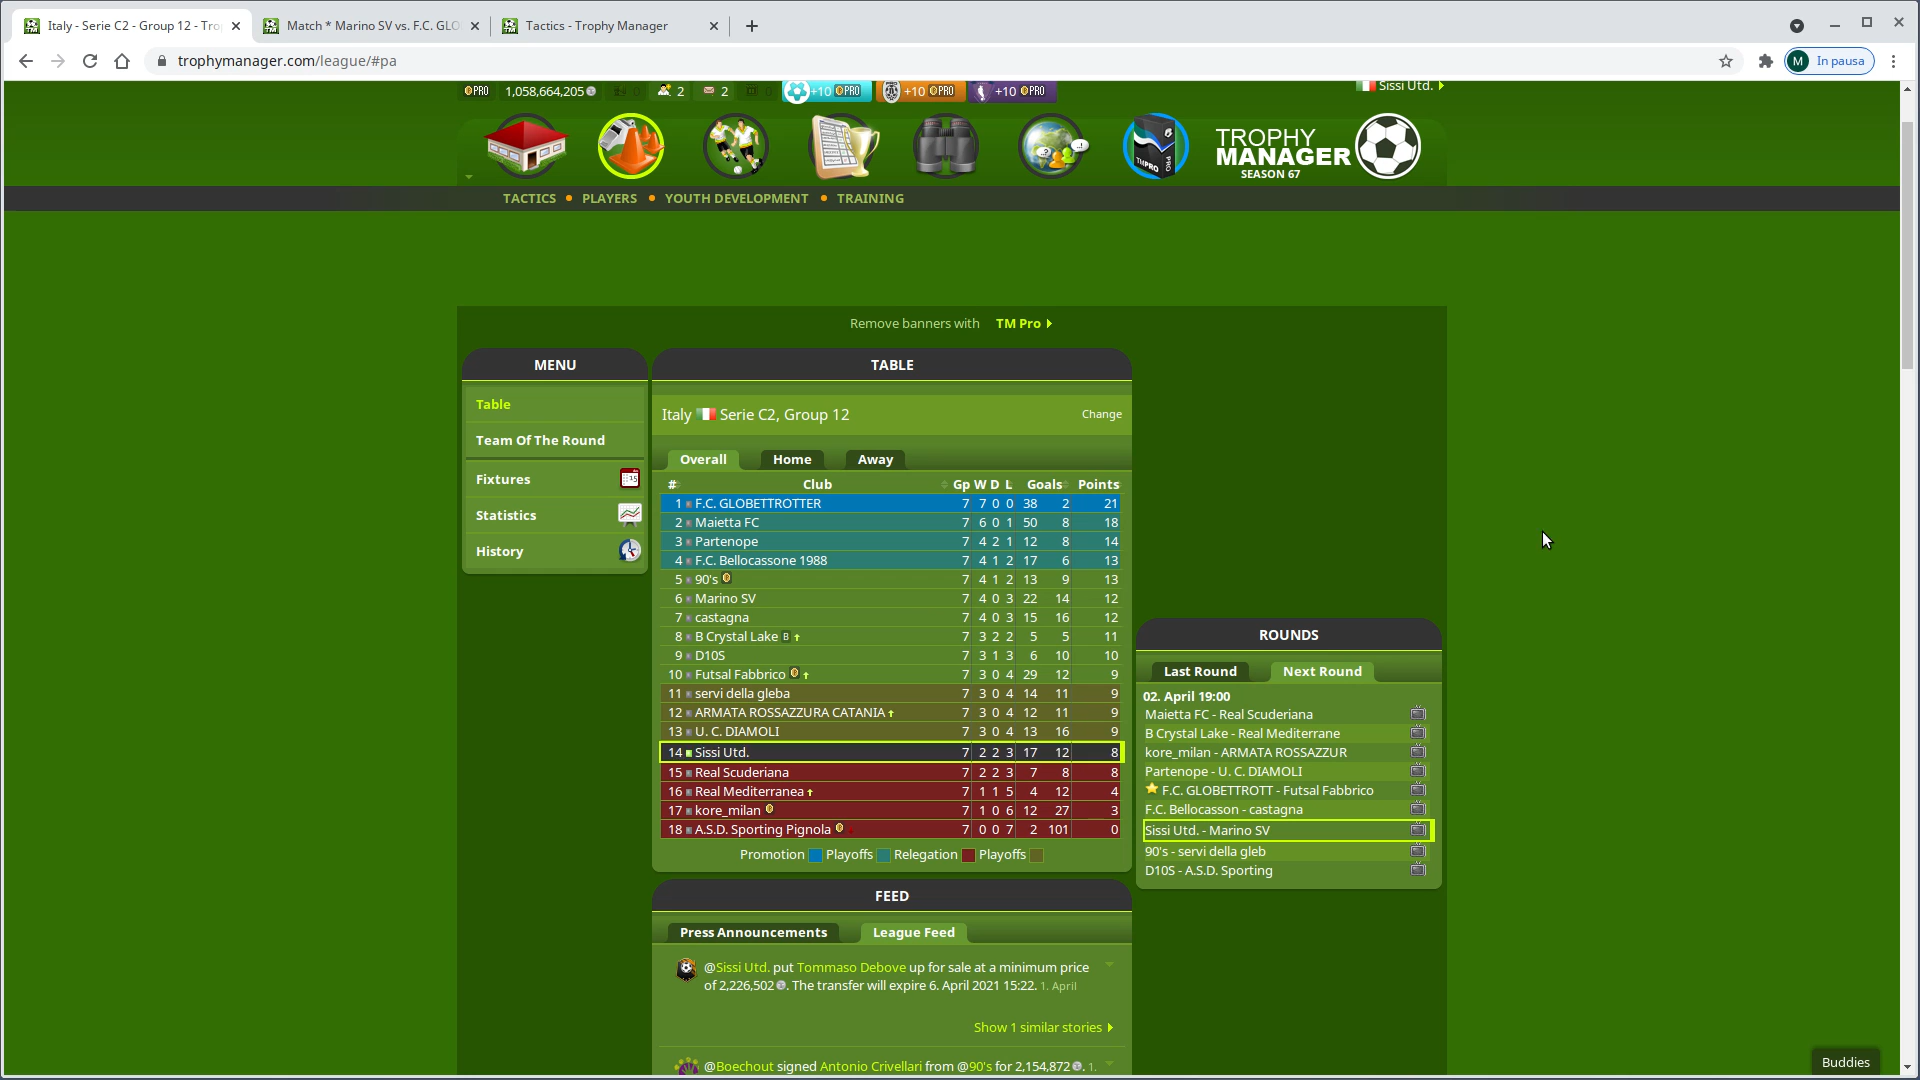 Italy - Serie C2 - Group 12 - Tro
Match * Marino SV vs. F.C. GLO
Tactics - Trophy Manager
trophymanager.com/league/#pa
M In pausa
PRO 1,058,664,205 0 2 2 0 +10 PRO +10 PRO +10 PRO
Sissi Utd.
TROPHY
MANAGER
SEASON 67
TACTICS PLAYERS YOUTH DEVELOPMENT TRAINING
Remove banners with TM Pro
MENU
Table
Team Of The Round
Fixtures
Statistics
History
TABLE
Italy Serie C2, Group 12 Change
Overall Home Away
# Club Gp W D L Goals Points
1 F.C. GLOBETTROTTER 7 7 0 0 38 2 21
2 Maietta FC 7 6 0 1 50 8 18
3 Partenope 7 4 2 1 12 8 14
4 F.C. Bellocassone 1988 7 4 1 2 17 6 13
5 90's 7 4 1 2 13 9 13
6 Marino SV 7 4 0 3 22 14 12
7 castagna 7 4 0 3 15 16 12
8 B Crystal Lake B 7 3 2 2 5 5 11
9 D10S 7 3 1 3 6 10 10
10 Futsal Fabbrico 7 3 0 4 29 12 9
11 servi della gleba 7 3 0 4 14 11 9
12 ARMATA ROSSAZZURA CATANIA 7 3 0 4 12 11 9
13 U. C. DIAMOLI 7 3 0 4 13 16 9
14 Sissi Utd. 7 2 2 3 17 12 8
15 Real Scuderiana 7 2 2 3 7 8 8
16 Real Mediterranea 7 1 1 5 4 12 4
17 kore_milan 7 1 0 6 12 27 3
18 A.S.D. Sporting Pignola 7 0 0 7 2 101 0
Promotion Playoffs Relegation Playoffs
ROUNDS
Last Round Next Round
02. April 19:00
Maietta FC - Real Scuderiana
B Crystal Lake - Real Mediterrane
kore_milan - ARMATA ROSSAZZUR
Partenope - U. C. DIAMOLI
F.C. GLOBETTROTT - Futsal Fabbrico
F.C. Bellocasson - castagna
Sissi Utd. - Marino SV
90's - servi della gleb
D10S - A.S.D. Sporting
FEED
Press Announcements League Feed
@Sissi Utd. put Tommaso Debove up for sale at a minimum price
of 2,226,502. The transfer will expire 6. April 2021 15:22. 1. April
Show 1 similar stories
@Boechout signed Antonio Crivellari from @90's for 2,154,872. 1.
Buddies